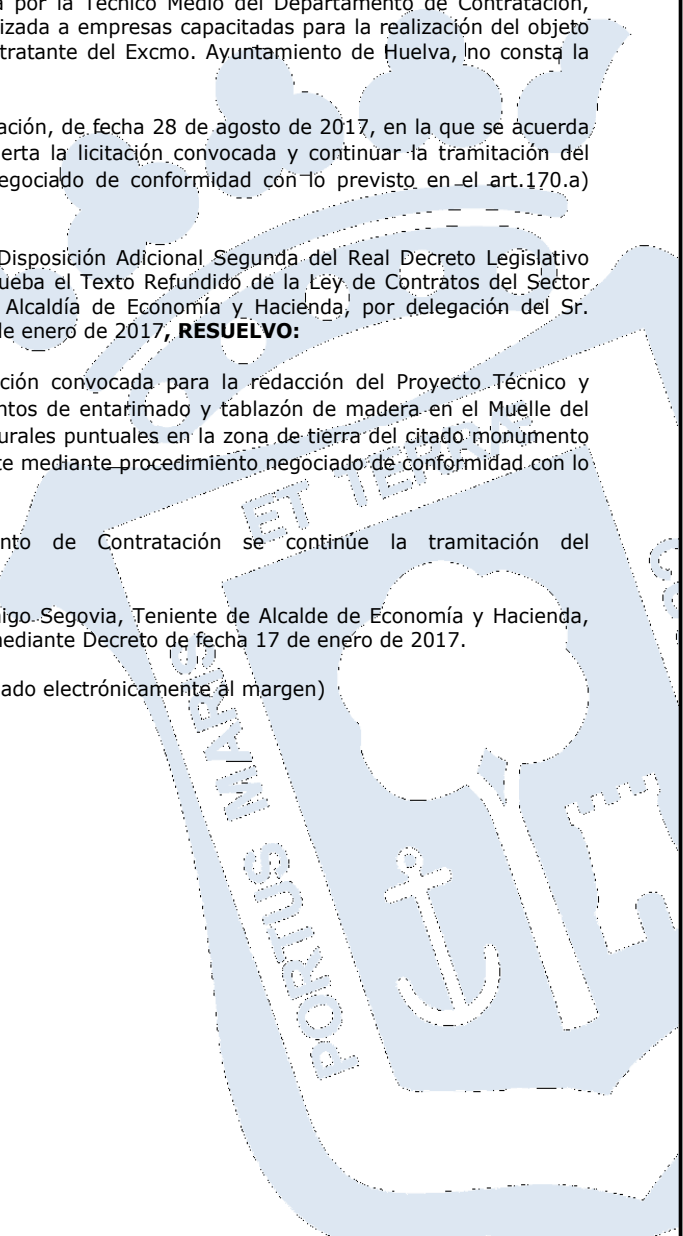 a por la Técnico Medio del Departamento de Contratación,
izada a empresas capacitadas para la realización del objeto
tratante del Excmo. Ayuntamiento de Huelva, no consta la
ación, de fecha 28 de agosto de 2017, en la que se acuerda
ierta la licitación convocada y continuar la tramitación del
egociado de conformidad con lo previsto en el art.170.a)
Disposición Adicional Segunda del Real Decreto Legislativo
ueba el Texto Refundido de la Ley de Contratos del Sector
Alcaldía de Economía y Hacienda, por delegación del Sr.
de enero de 2017, RESUELVO:
ción convocada para la redacción del Proyecto Técnico y
ntos de entarimado y tablazón de madera en el Muelle del
urales puntuales en la zona de tierra del citado monumento
te mediante procedimiento negociado de conformidad con lo
nto de Contratación se continúe la tramitación del
igo Segovia, Teniente de Alcalde de Economía y Hacienda,
mediante Decreto de fecha 17 de enero de 2017.
ado electrónicamente al margen)
ET TERRAE
PORTUS MARIS